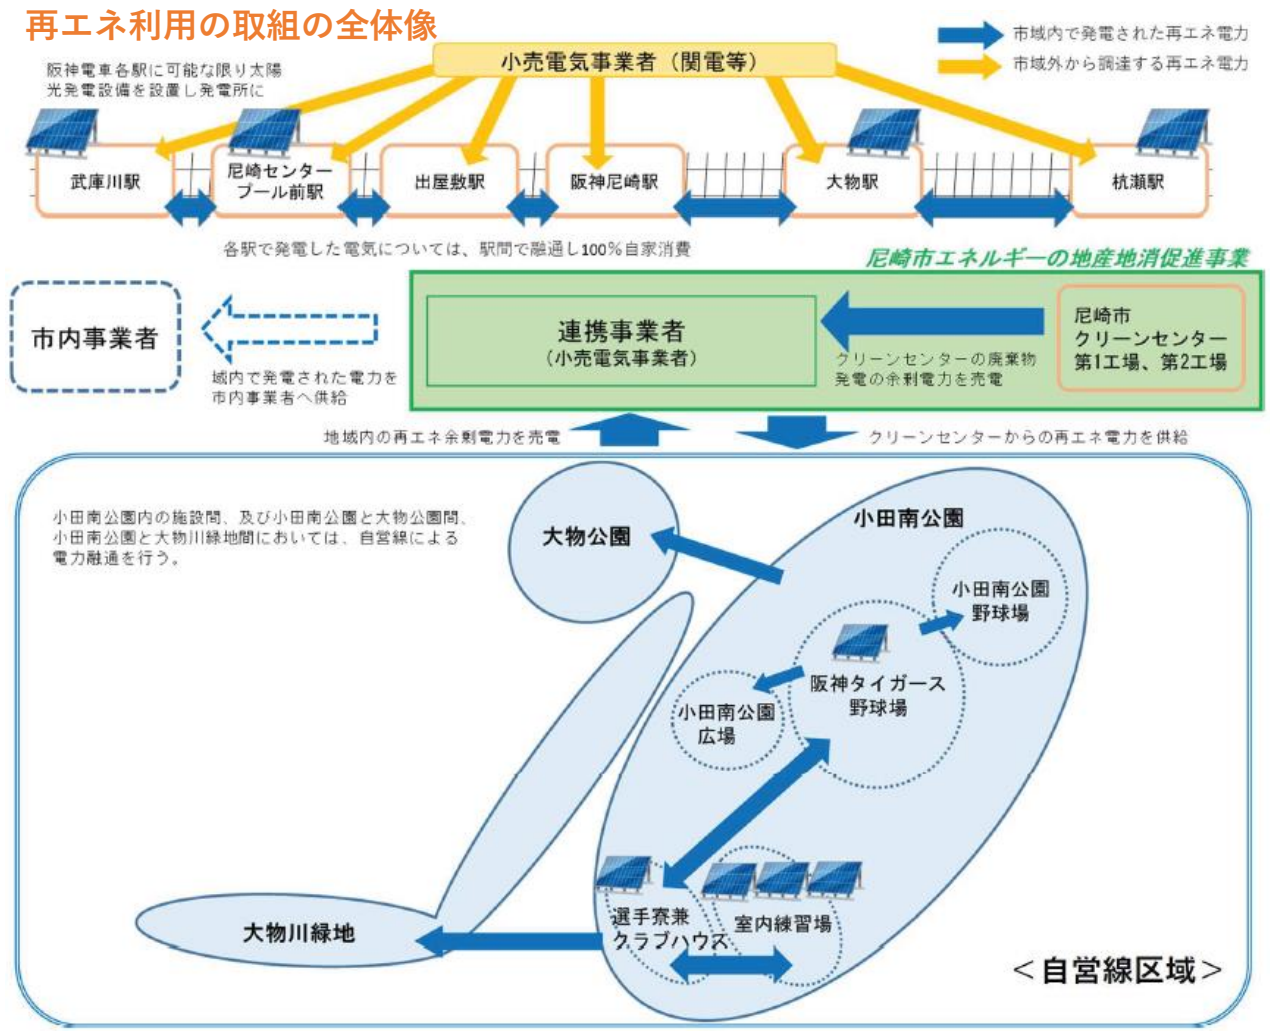 再エネ利用の取組の全体像
小売電気事業者（関電等）
市域内で発電された再エネ電力
市域外から調達する再エネ電力
阪神電車各駅に可能な限り太陽
光発電設備を設置し発電所に
武庫川駅
尼崎センター
プール前駅
出屋敷駅
阪神尼崎駅
大物駅
杭瀬駅
各駅で発電した電気については、駅間で融通し100%自家消費
尼崎市エネルギーの地産地消促進事業
市内事業者
域内で発電された電力を
市内事業者へ供給
連携事業者
（小売電気事業者）
クリーンセンターの廃棄物
発電の余剰電力を売電
尼崎市
クリーンセンター
第1工場、第2工場
地域内の再エネ余剰電力を売電
クリーンセンターからの再エネ電力を供給
小田南公園内の施設間、及び小田南公園と大物公園間、
小田南公園と大物川緑地間においては、自営線による
電力融通を行う。
大物公園
小田南公園
小田南公園
野球場
阪神タイガース
野球場
小田南公園
広場
選手寮兼
クラブハウス
室内練習場
大物川緑地
＜自営線区域＞